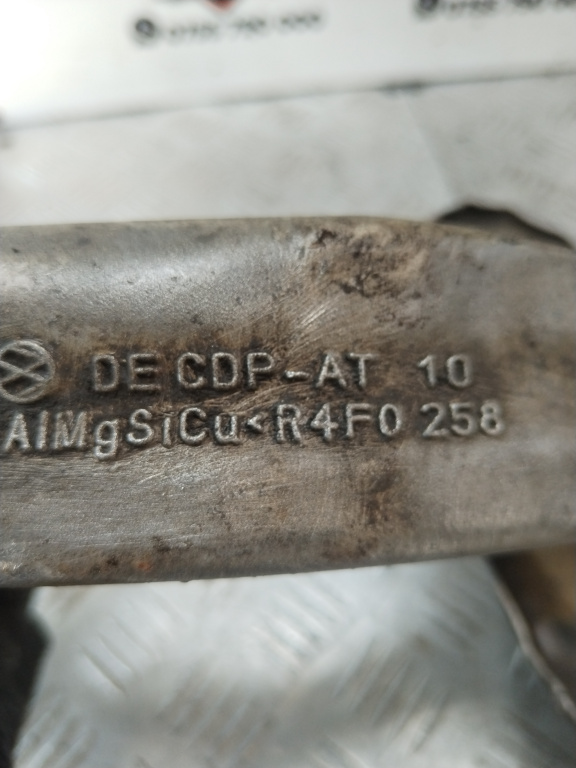 DE CDP-AT 10
AlMgSiCu<R4F0 258